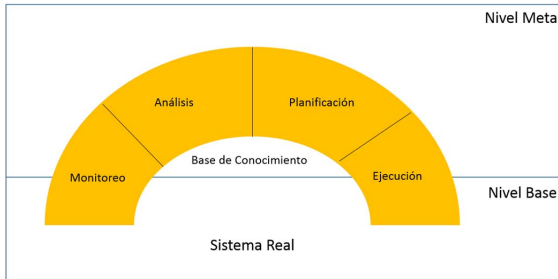 Nivel Meta
Análisis
Planificación
Base de Conocimiento
Monitoreo
Ejecución
Nivel Base
Sistema Real